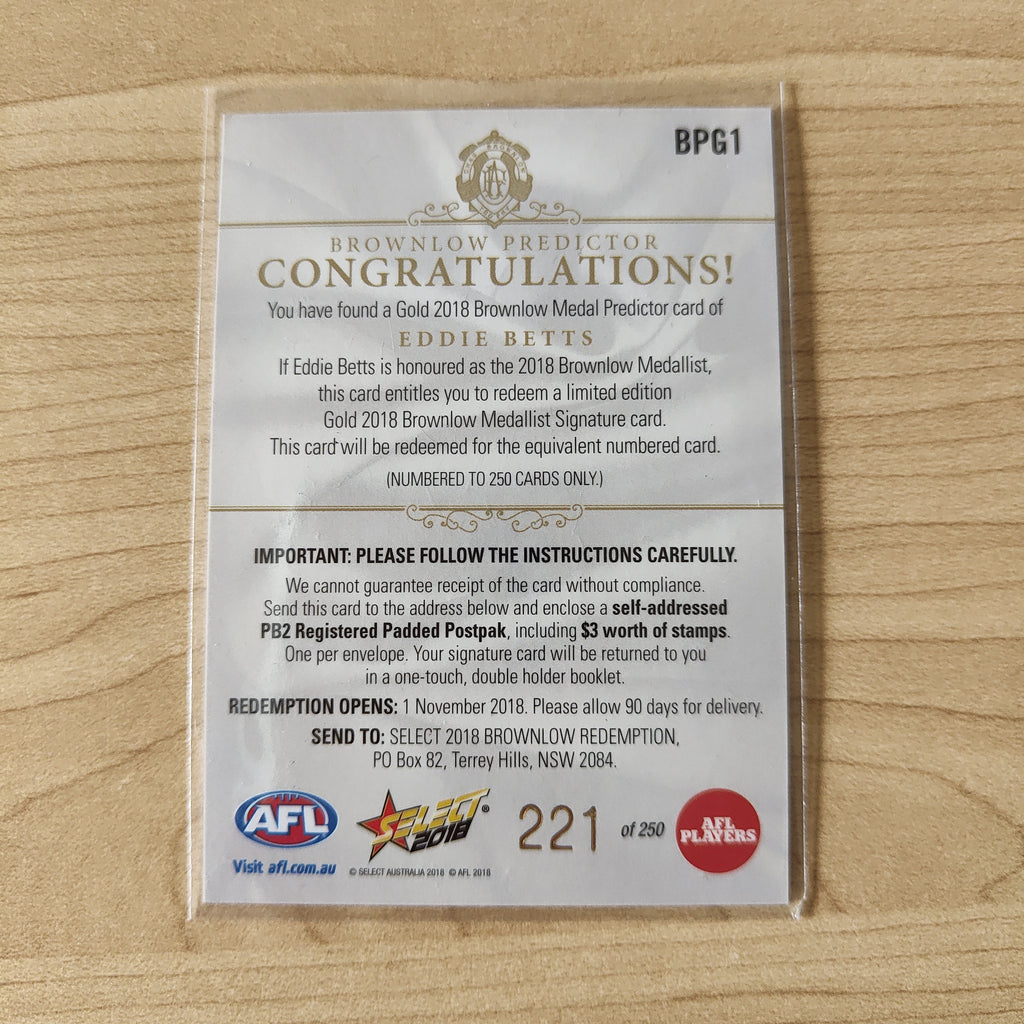 BPG1
BROWNLOW PREDICTOR
CONGRATULATIONS!
You have found a Gold 2018 Brownlow Medal Predictor card of
EDDIE BETTS
If Eddie Betts is honoured as the 2018 Brownlow Medallist,
this card entitles you to redeem a limited edition
Gold 2018 Brownlow Medallist Signature card.
This card will be redeemed for the equivalent numbered card.
(NUMBERED TO 250 CARDS ONLY.)
IMPORTANT: PLEASE FOLLOW THE INSTRUCTIONS CAREFULLY.
We cannot guarantee receipt of the card without compliance.
Send this card to the address below and enclose a self-addressed
PB2 Registered Padded Postpak, including $3 worth of stamps.
One per envelope. Your signature card will be returned to you
in a one-touch, double holder booklet.
REDEMPTION OPENS: 1 November 2018. Please allow 90 days for delivery.
SEND TO: SELECT 2018 BROWNLOW REDEMPTION,
PO Box 82, Terrey Hills, NSW 2084.
AFL
Visit afl.com.au
SELECT®
2018
© SELECT AUSTRALIA 2018 © AFL 2018
221 of 250
AFL
PLAYERS